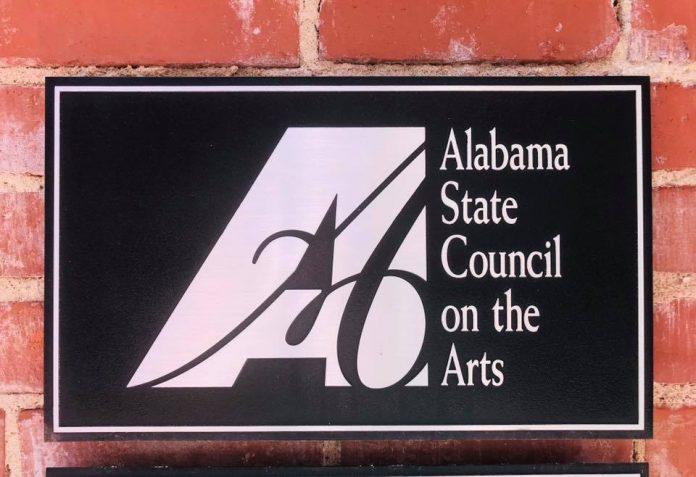 Alabama
State
Council
on the
Arts